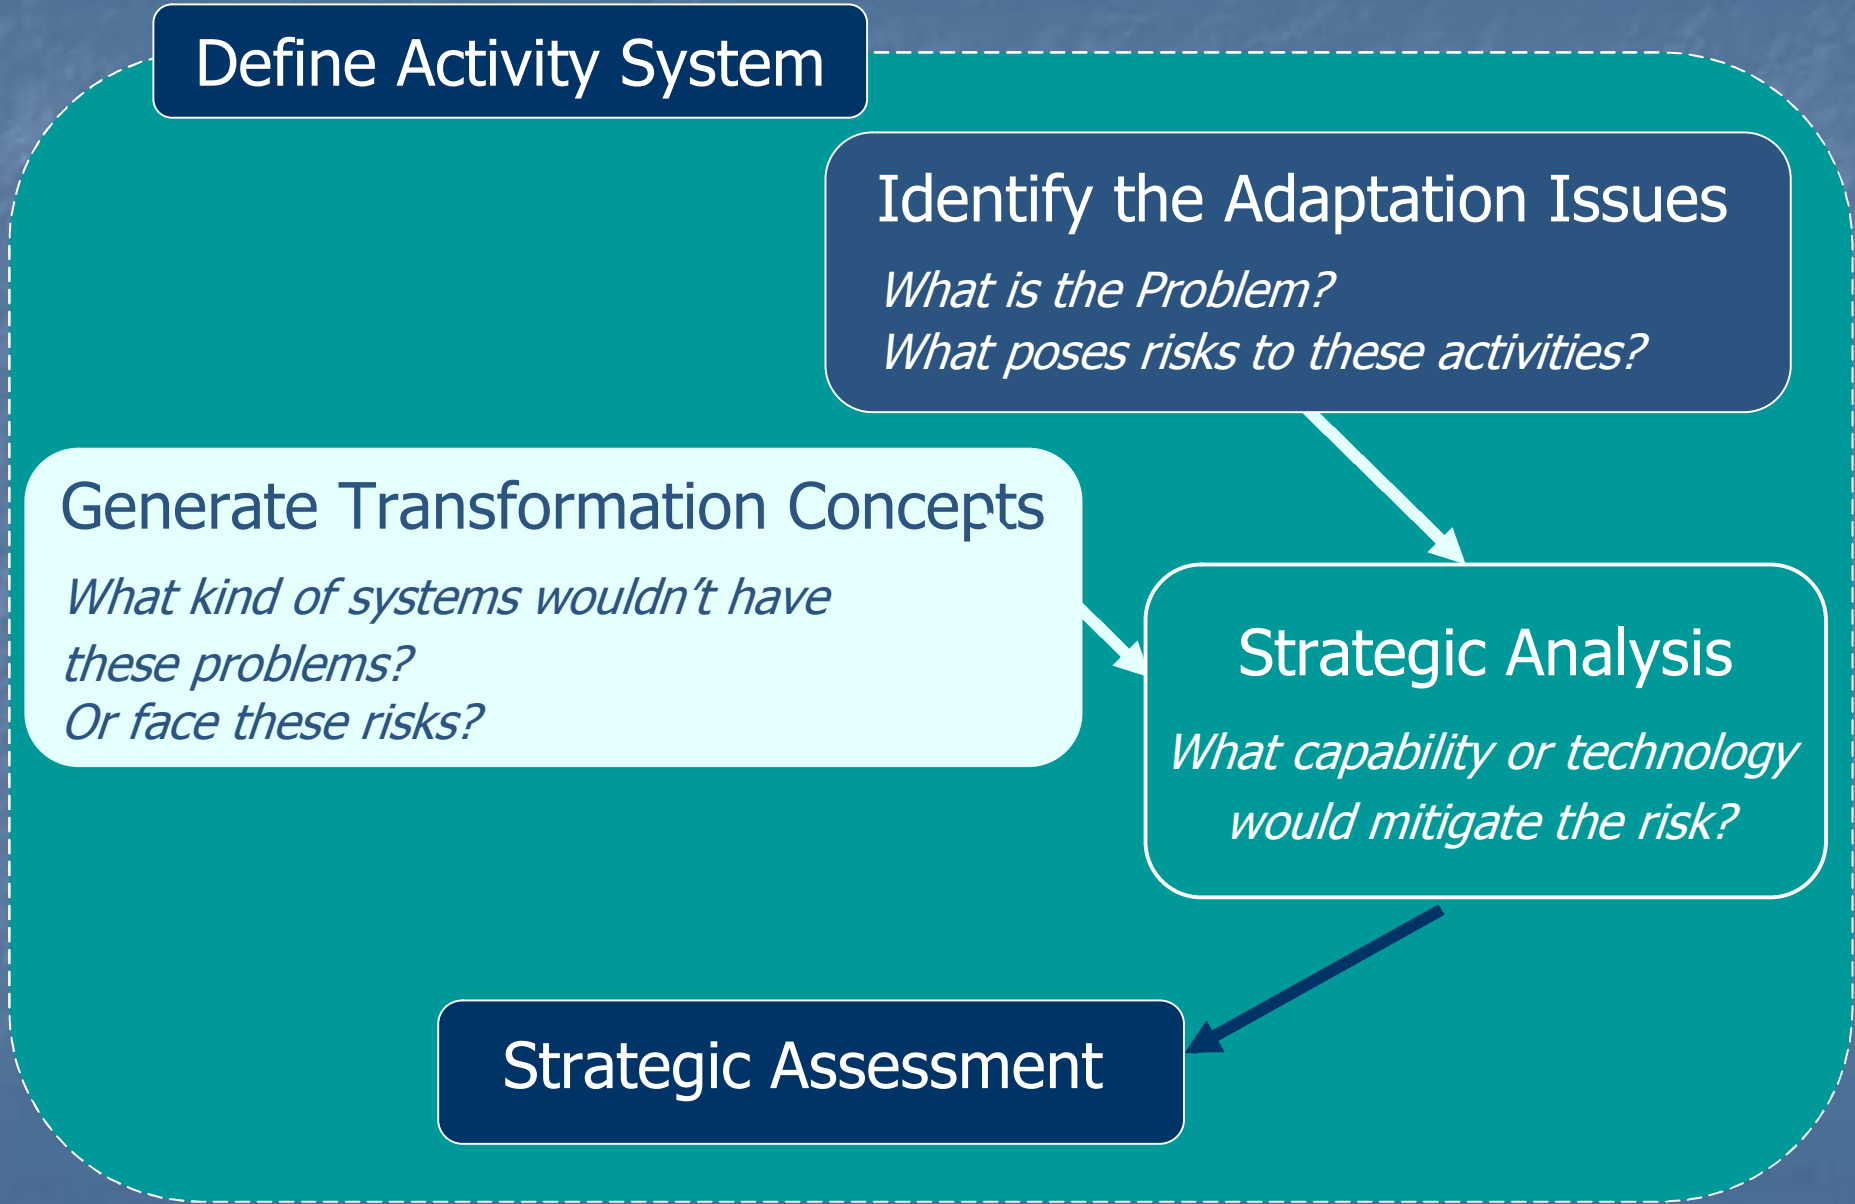 Define Activity System
Identify the Adaptation Issues
What is the Problem?
What poses risks to these activities?
Generate Transformation Concepts
What kind of systems wouldn’t have
these problems?
Or face these risks?
Strategic Analysis
What capability or technology
would mitigate the risk?
Strategic Assessment